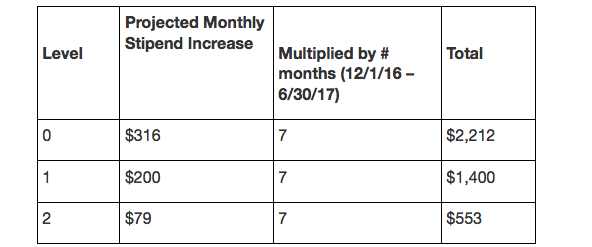 Level
Projected Monthly
Stipend Increase
Multiplied by #
months (12/1/16 –
6/30/17)
Total
0 $316 7 $2,212
1 $200 7 $1,400
2 $79 7 $553